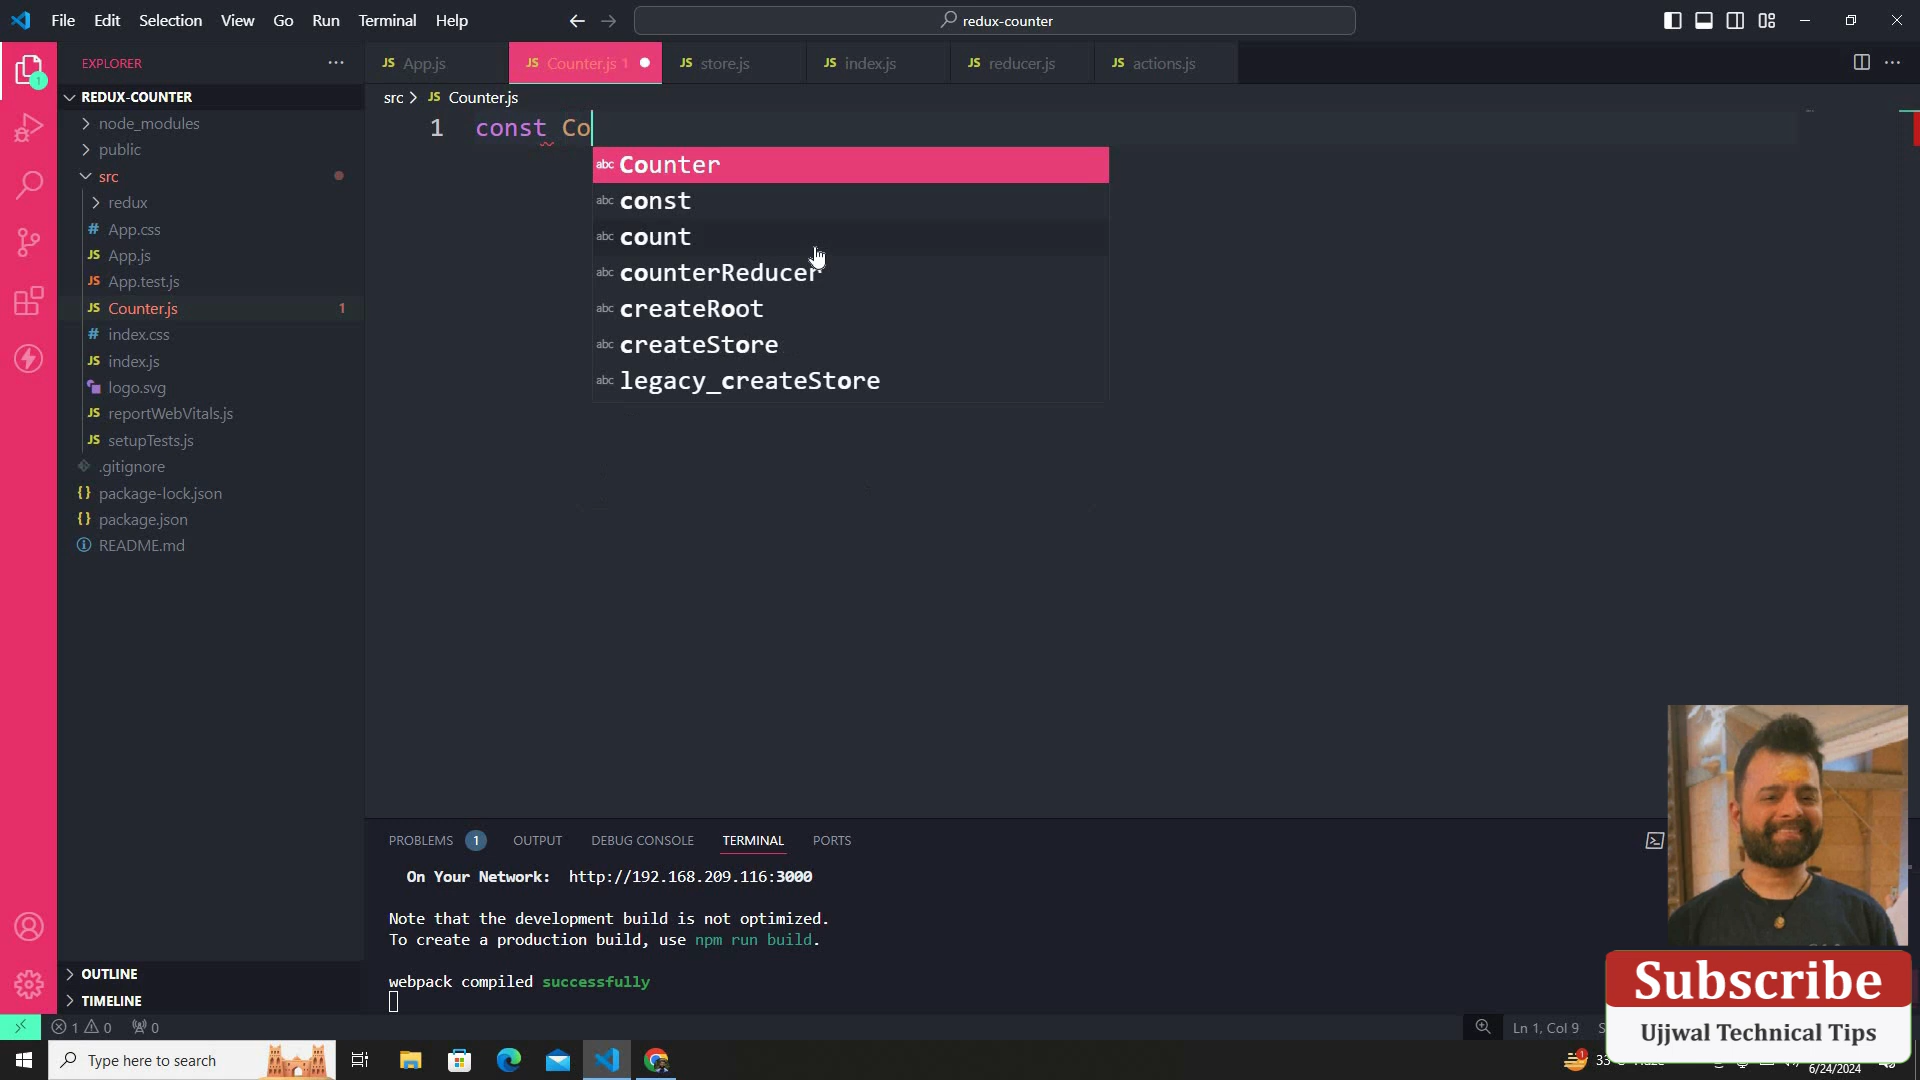 File Edit Selection View Go Run Terminal Help
redux-counter
EXPLORER
REDUX-COUNTER
node_modules
public
src
redux
# App.css
JS App.js
JS App.test.js
JS Counter.js 1
# index.css
JS index.js
logo.svg
JS reportWebVitals.js
JS setupTests.js
.gitignore
{} package-lock.json
{} package.json
README.md
OUTLINE
TIMELINE
JS App.js
JS Counter.js 1
JS store.js
JS index.js
JS reducer.js
JS actions.js
src > JS Counter.js
1 const Co
abc Counter
abc const
abc count
abc counterReducer
abc createRoot
abc createStore
abc legacy_createStore
PROBLEMS 1 OUTPUT DEBUG CONSOLE TERMINAL PORTS
On Your Network: http://192.168.209.116:3000
Note that the development build is not optimized.
To create a production build, use npm run build.
webpack compiled successfully
1 0 0
Ln 1, Col 9
Subscribe
Ujjwal Technical Tips
Type here to search
6/24/2024